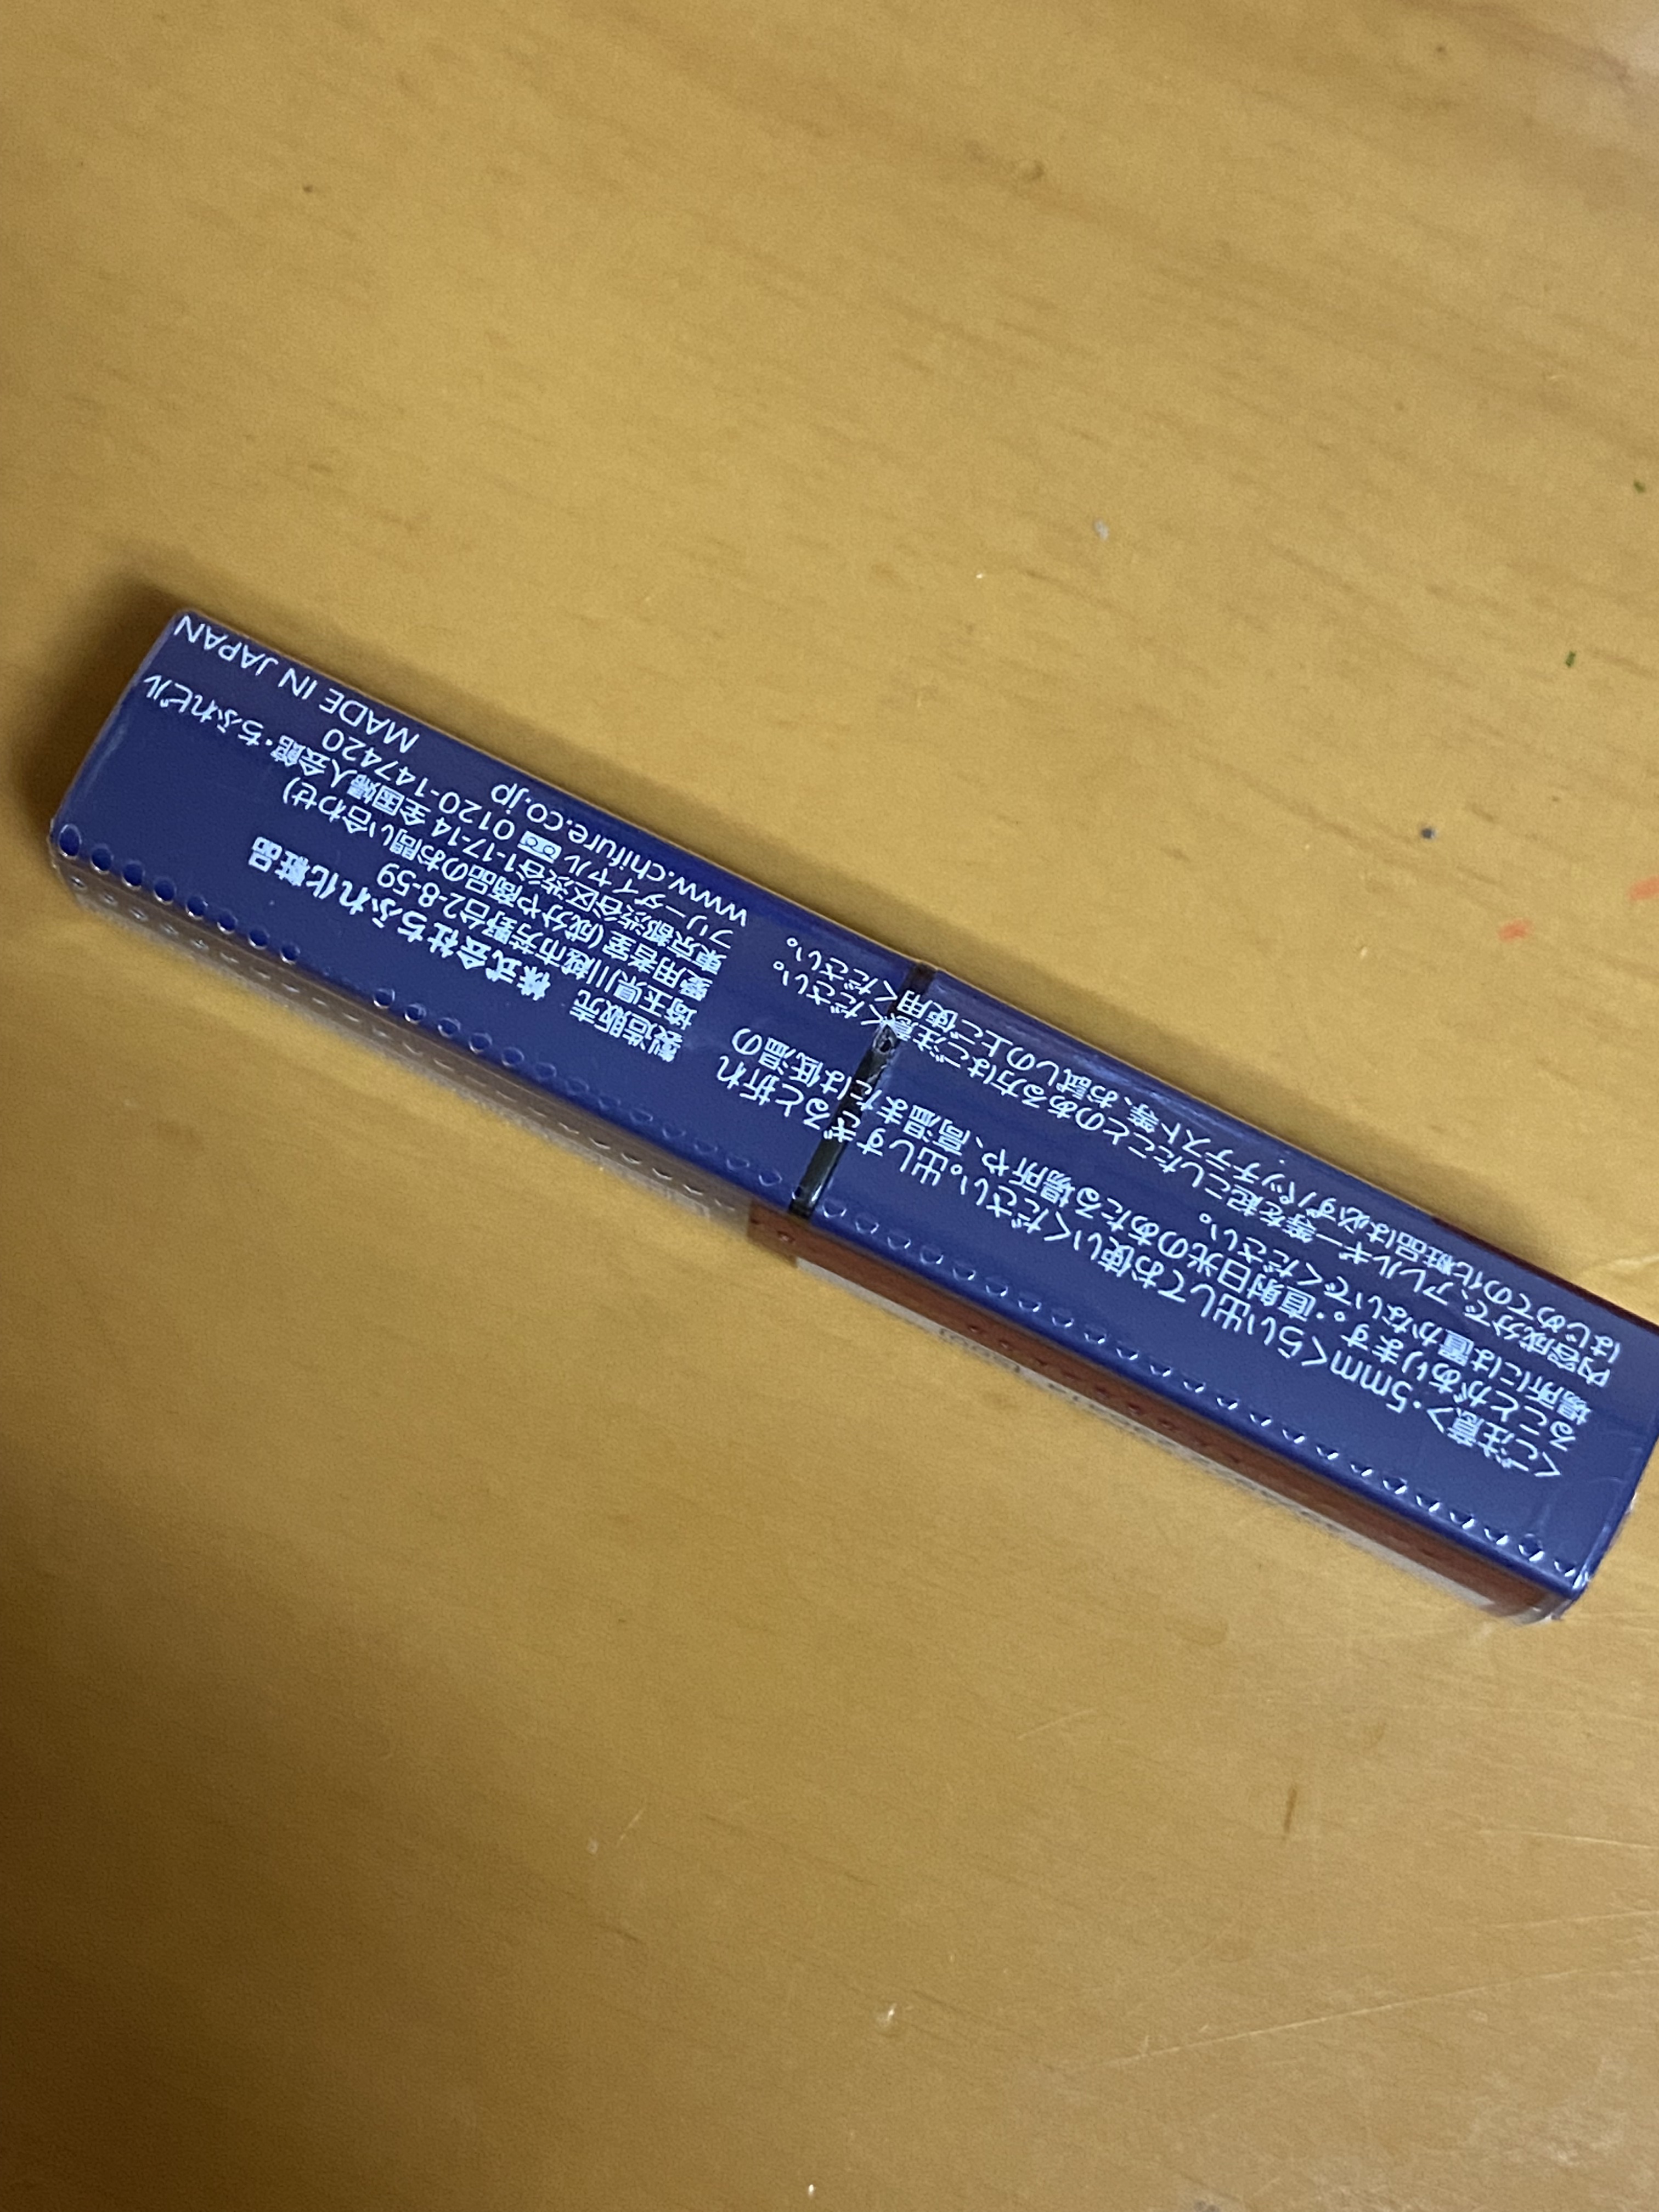 <ご注意>・5mmくらい出してお使いください。出しすぎると折れ
ることがあります。・直射日光のあたる場所や、高温または低温の
場所には置かないでください。
内容成分で、アレルギー等を起こしたことのある方はご注意ください。
はじめての化粧品は必ずパッチテスト等、お試しの上ご使用ください。
製造販売 株式会社ちふれ化粧品
埼玉県川越市芳野台2-8-59
愛用者室(成分や商品のお問い合わせ)
東京都渋谷区渋谷1-17-14 全国婦人会館・ちふれビル
フリーダイヤル 0120-147420
www.chifure.co.jp MADE IN JAPAN